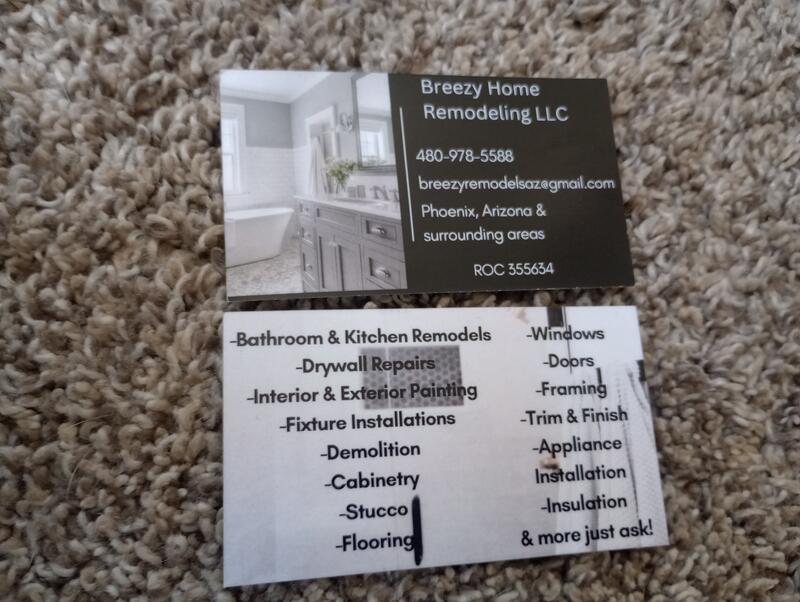 Breezy Home
Remodeling LLC
480-978-5588
breezyremodelsaz@gmail.com
Phoenix, Arizona &
surrounding areas
ROC 355634
-Bathroom & Kitchen Remodels
-Drywall Repairs
-Interior & Exterior Painting
-Fixture Installations
-Demolition
-Cabinetry
-Stucco
-Flooring
-Windows
-Doors
-Framing
-Trim & Finish
-Appliance
Installation
-Insulation
& more just ask!